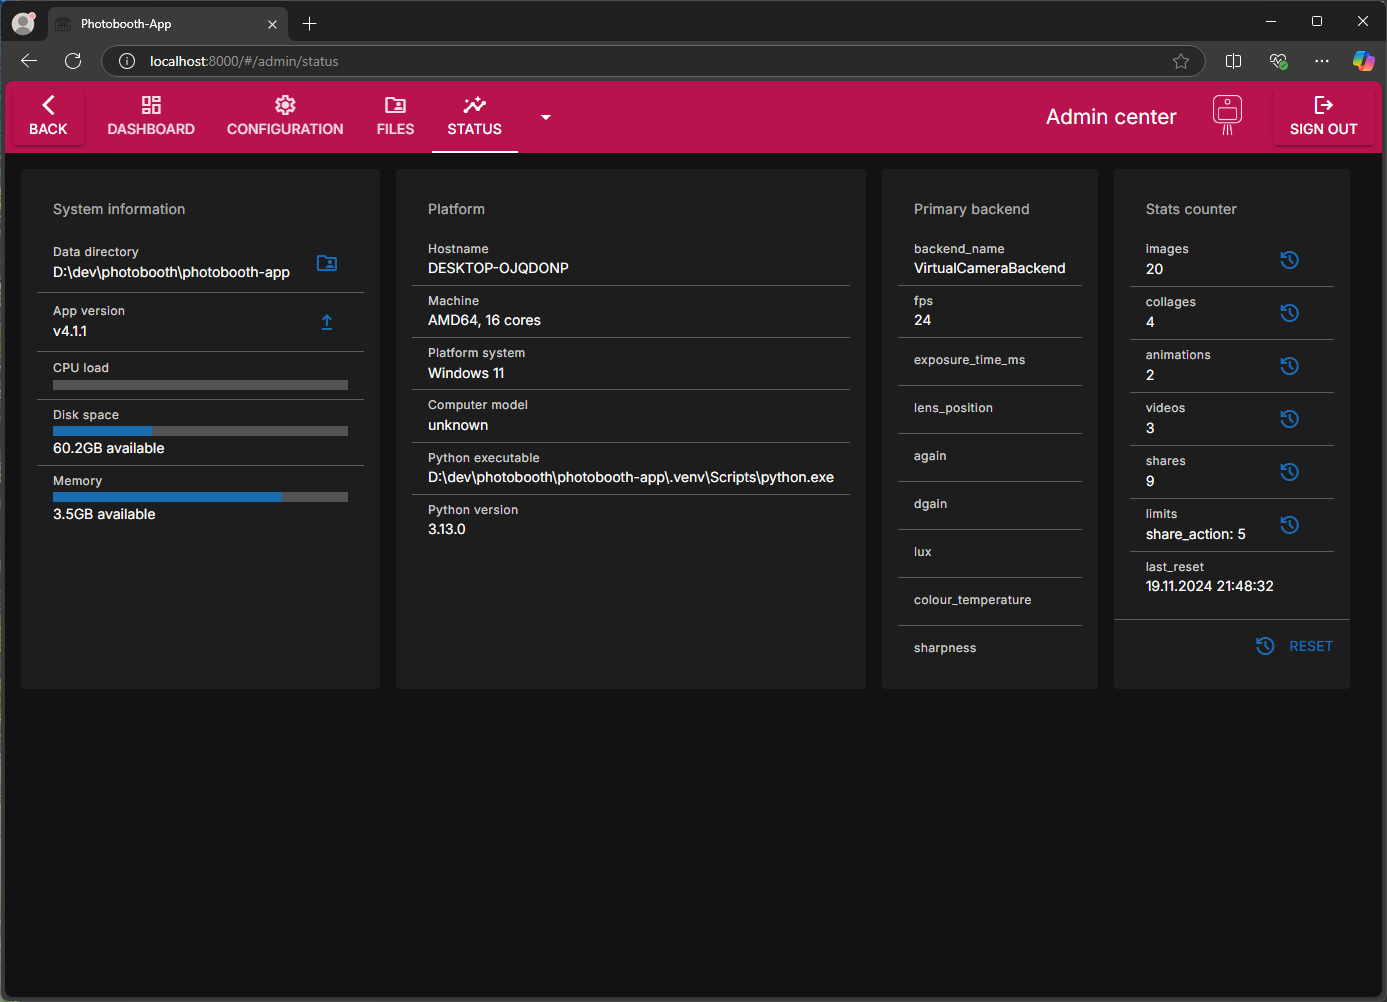 Photobooth-App
localhost:8000/#/admin/status
BACK
DASHBOARD
CONFIGURATION
FILES
STATUS
Admin center
SIGN OUT
System information
Data directory
D:\dev\photobooth\photobooth-app
App version
v4.1.1
CPU load
Disk space
60.2GB available
Memory
3.5GB available
Platform
Hostname
DESKTOP-OJQDONP
Machine
AMD64, 16 cores
Platform system
Windows 11
Computer model
unknown
Python executable
D:\dev\photobooth\photobooth-app\.venv\Scripts\python.exe
Python version
3.13.0
Primary backend
backend_name
VirtualCameraBackend
fps
24
exposure_time_ms
lens_position
again
dgain
lux
colour_temperature
sharpness
Stats counter
images
20
collages
4
animations
2
videos
3
shares
9
limits
share_action: 5
last_reset
19.11.2024 21:48:32
RESET